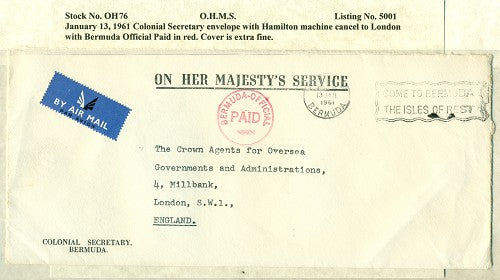 Stock No. OH76 O.H.M.S. Listing No. 5001
January 13, 1961 Colonial Secretary envelope with Hamilton machine cancel to London
with Bermuda Official Paid in red. Cover is extra fine.
ON HER MAJESTY'S SERVICE
BY AIR MAIL
BERMUDA-OFFICIAL
PAID
1961
BERMUDA
COME TO BERMUDA
THE ISLES OF REST
The Crown Agents for Oversea
Governments and Administrations,
4, Millbank,
London, S.W.1.,
ENGLAND.
COLONIAL SECRETARY.
BERMUDA.